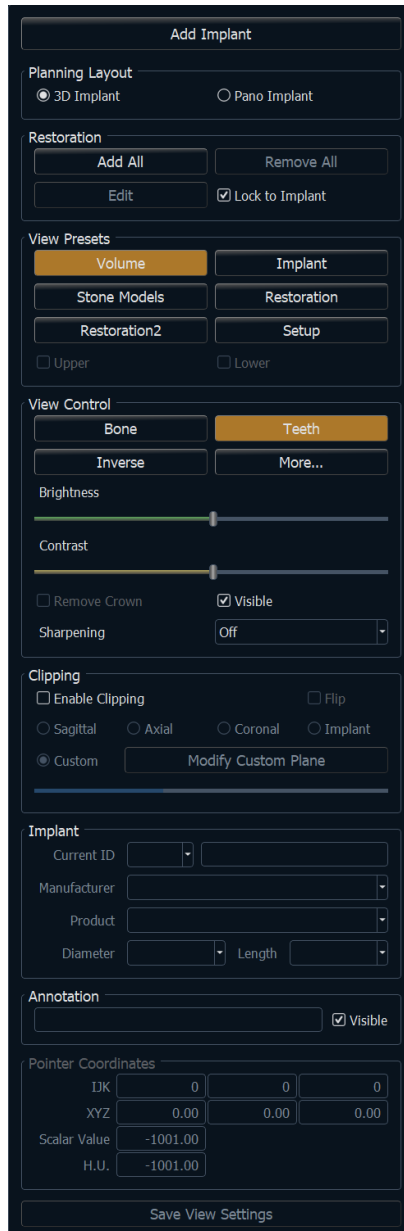 Add Implant
Planning Layout
3D Implant Pano Implant
Restoration
Add All Remove All
Edit Lock to Implant
View Presets
Volume Implant
Stone Models Restoration
Restoration2 Setup
Upper Lower
View Control
Bone Teeth
Inverse More...
Brightness
Contrast
Remove Crown Visible
Sharpening Off
Clipping
Enable Clipping Flip
Sagittal Axial Coronal Implant
Custom Modify Custom Plane
Implant
Current ID
Manufacturer
Product
Diameter Length
Annotation
Visible
Pointer Coordinates
IJK 0 0 0
XYZ 0.00 0.00 0.00
Scalar Value -1001.00
H.U. -1001.00
Save View Settings